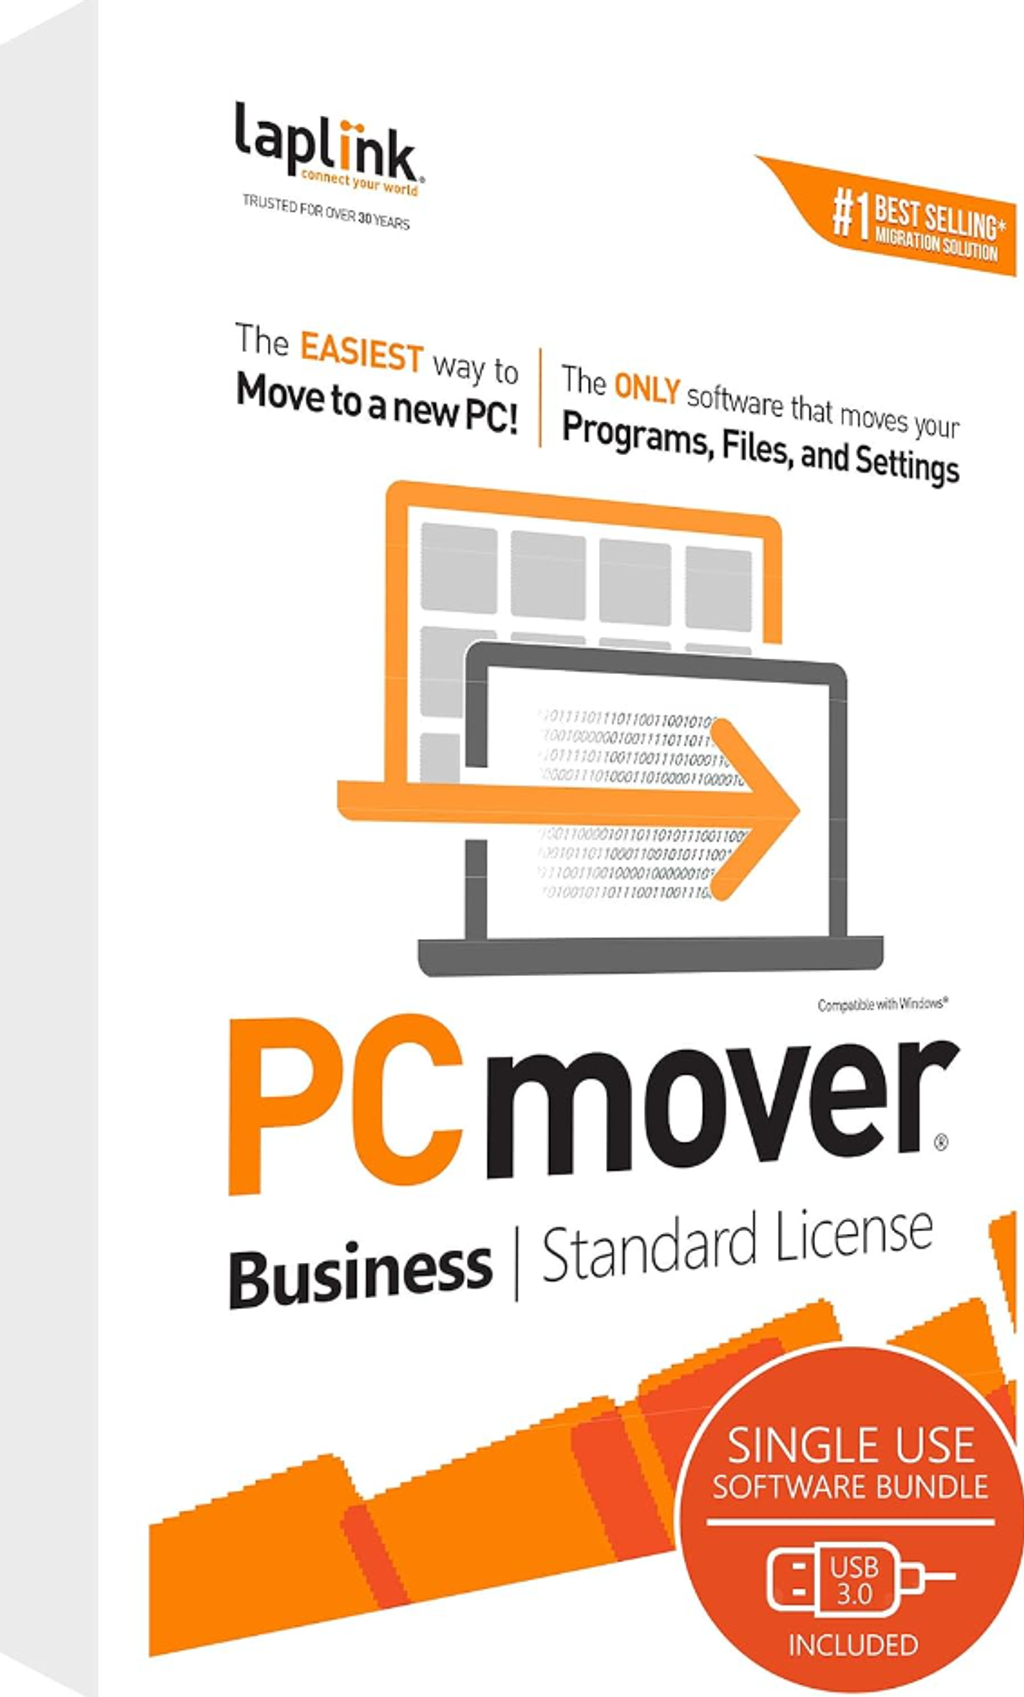 laplink®
connect your world
TRUSTED FOR OVER 30 YEARS
#1 BEST SELLING*
MIGRATION SOLUTION
The EASIEST way to
Move to a new PC!
The ONLY software that moves your
Programs, Files, and Settings
Compatible with Windows®
PCmover®
Business | Standard License
SINGLE USE
SOFTWARE BUNDLE
USB
3.0
INCLUDED